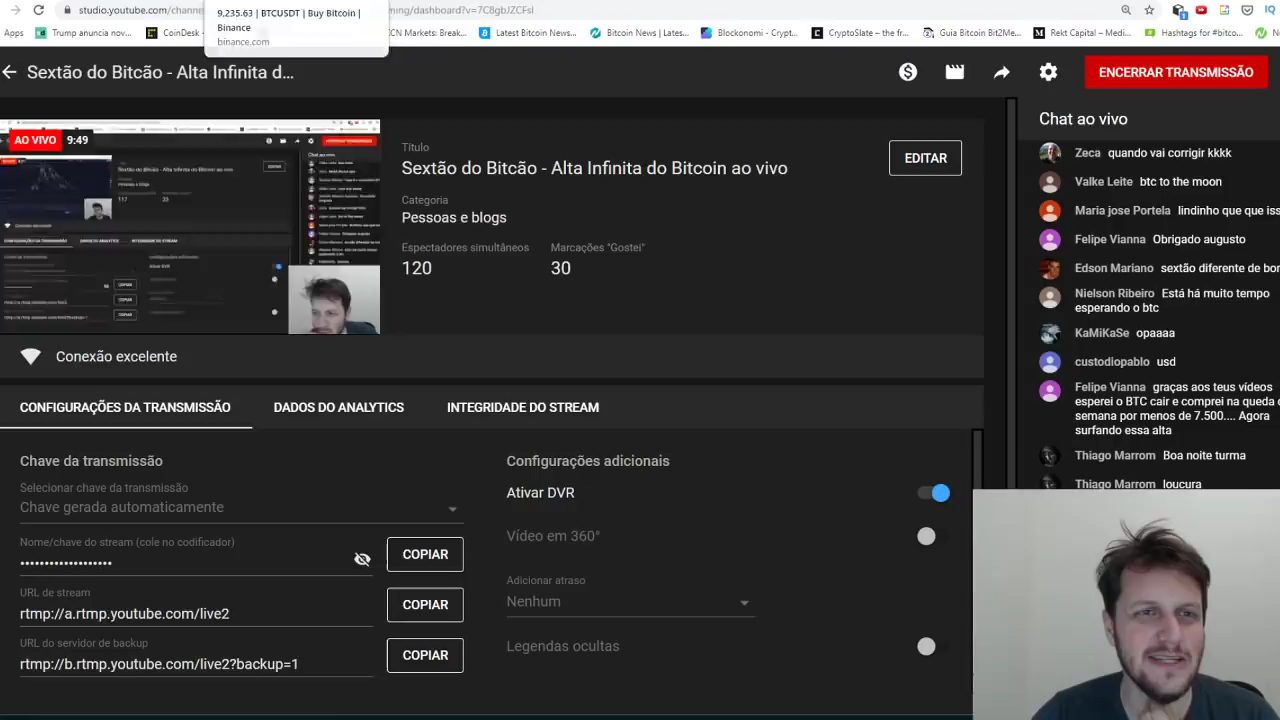 studio.youtube.com/channe
ming/dashboard?v=7C8gbJZCFsI
9,235.63 | BTCUSDT | Buy Bitcoin |
Binance
binance.com
Apps
Trump anuncia nov...
CoinDesk
CN Markets: Break...
Latest Bitcoin News...
Bitcoin News | Lates...
Blockonomi - Crypt...
CryptoSlate – the fr...
Guia Bitcoin Bit2Me...
Rekt Capital – Medi...
Hashtags for #bitco...
Sextão do Bitcão - Alta Infinita d...
ENCERRAR TRANSMISSÃO
AO VIVO 9:49
Título
Sextão do Bitcão - Alta Infinita do Bitcoin ao vivo
EDITAR
Categoria
Pessoas e blogs
Espectadores simultâneos
Marcações "Gostei"
120
30
Conexão excelente
CONFIGURAÇÕES DA TRANSMISSÃO
DADOS DO ANALYTICS
INTEGRIDADE DO STREAM
Chave da transmissão
Selecionar chave da transmissão
Chave gerada automaticamente
Nome/chave do stream (cole no codificador)
COPIAR
URL de stream
rtmp://a.rtmp.youtube.com/live2
COPIAR
URL do servidor de backup
rtmp://b.rtmp.youtube.com/live2?backup=1
COPIAR
Configurações adicionais
Ativar DVR
Vídeo em 360°
Adicionar atraso
Nenhum
Legendas ocultas
Chat ao vivo
Zeca quando vai corrigir kkkk
Valke Leite btc to the moon
Maria jose Portela lindinho que que iss
Felipe Vianna Obrigado augusto
Edson Mariano sextão diferente de bor
Nielson Ribeiro Está há muito tempo
esperando o btc
KaMiKaSe opaaaa
custodiopablo usd
Felipe Vianna graças aos teus vídeos
esperei o BTC cair e comprei na queda d
semana por menos de 7.500.... Agora
surfando essa alta
Thiago Marrom Boa noite turma
Thiago Marrom loucura